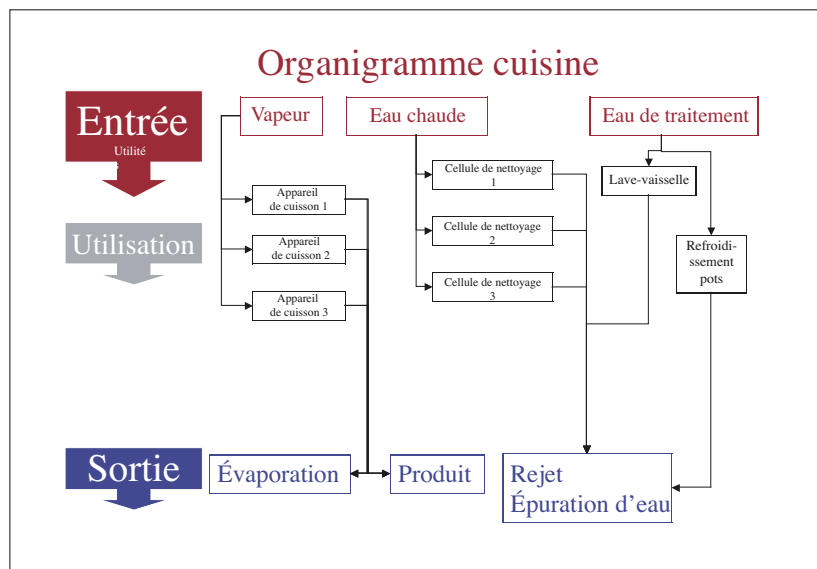 Organigramme cuisine
Entrée
Utilité
s
Vapeur
Eau chaude
Eau de traitement
Cellule de nettoyage
1
Lave-vaisselle
Appareil
de cuisson 1
Utilisation
Cellule de nettoyage
2
Appareil
de cuisson 2
Refroidi-
ssement
pots
Cellule de nettoyage
3
Appareil
de cuisson 3
Sortie
Évaporation
Produit
Rejet
Épuration d’eau